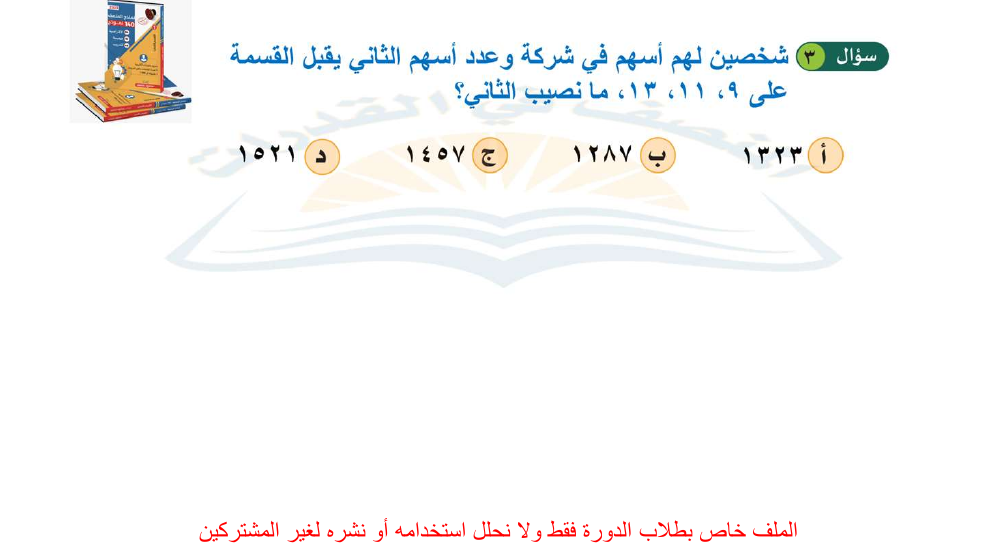 سؤال ٣ شخصين لهم أسهم في شركة وعدد أسهم الثاني يقبل القسمة
على ٩، ١١، ١٣، ما نصيب الثاني؟
أ ١٣٢٣ ب ١٢٨٧ ج ١٤٥٧ د ١٥٢١
الملف خاص بطلاب الدورة فقط ولا نحلل استخدامه أو نشره لغير المشتركين